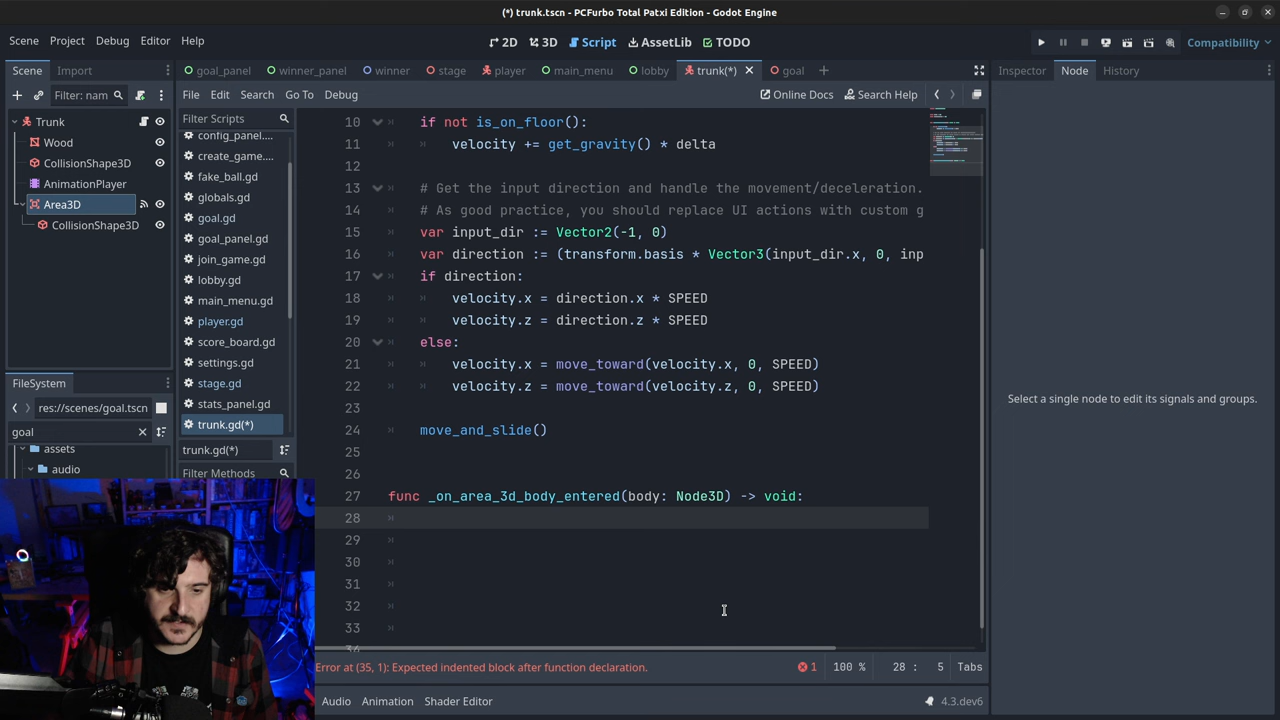 (*) trunk.tscn - PCFurbo Total Patxi Edition - Godot Engine
Scene Project Debug Editor Help
2D 3D Script AssetLib TODO
Compatibility
Scene Import
goal_panel winner_panel winner stage player main_menu lobby trunk(*) goal
Inspector Node History
Filter: nam
File Edit Search Go To Debug
Online Docs Search Help
Trunk
Wood
CollisionShape3D
AnimationPlayer
Area3D
CollisionShape3D
Filter Scripts
config_panel....
create_game....
fake_ball.gd
globals.gd
goal.gd
goal_panel.gd
join_game.gd
lobby.gd
main_menu.gd
player.gd
score_board.gd
settings.gd
stage.gd
stats_panel.gd
trunk.gd(*)
trunk.gd(*)
Filter Methods
FileSystem
res://scenes/goal.tscn
goal
assets
audio
10 if not is_on_floor():
11 velocity += get_gravity() * delta
12
13 # Get the input direction and handle the movement/deceleration.
14 # As good practice, you should replace UI actions with custom g
15 var input_dir := Vector2(-1, 0)
16 var direction := (transform.basis * Vector3(input_dir.x, 0, inp
17 if direction:
18 velocity.x = direction.x * SPEED
19 velocity.z = direction.z * SPEED
20 else:
21 velocity.x = move_toward(velocity.x, 0, SPEED)
22 velocity.z = move_toward(velocity.z, 0, SPEED)
23
24 move_and_slide()
25
26
27 func _on_area_3d_body_entered(body: Node3D) -> void:
28
29
30
31
32
33
34
Error at (35, 1): Expected indented block after function declaration.
1 100 % 28 : 5 Tabs
Audio Animation Shader Editor
4.3.dev6
Select a single node to edit its signals and groups.